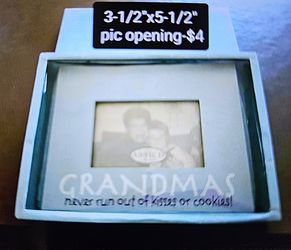 3-1/2"x5-1/2"
pic opening-$4
GRANDMAS
never run out of kisses or cookies!